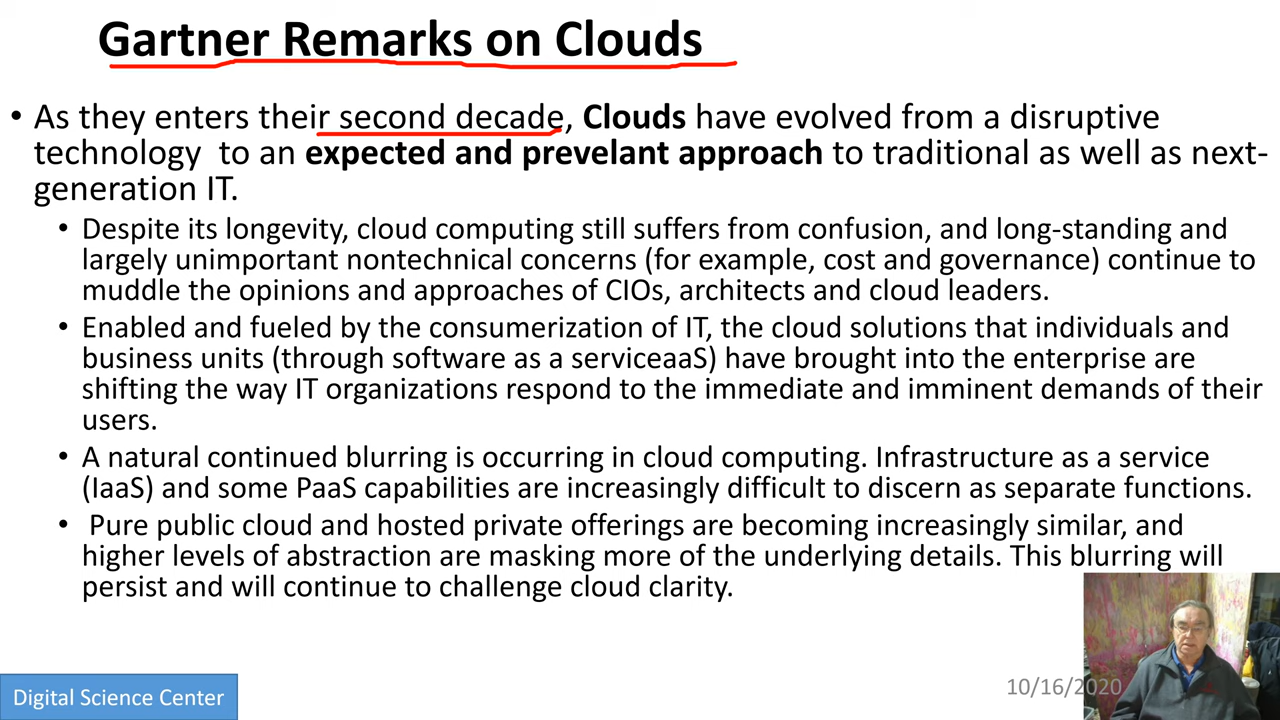 Gartner Remarks on Clouds
• As they enters their second decade, Clouds have evolved from a disruptive
technology  to an expected and prevelant approach to traditional as well as next-
generation IT.
• Despite its longevity, cloud computing still suffers from confusion, and long-standing and
largely unimportant nontechnical concerns (for example, cost and governance) continue to
muddle the opinions and approaches of CIOs, architects and cloud leaders.
• Enabled and fueled by the consumerization of IT, the cloud solutions that individuals and
business units (through software as a serviceaaS) have brought into the enterprise are
shifting the way IT organizations respond to the immediate and imminent demands of their
users.
• A natural continued blurring is occurring in cloud computing. Infrastructure as a service
(IaaS) and some PaaS capabilities are increasingly difficult to discern as separate functions.
• Pure public cloud and hosted private offerings are becoming increasingly similar, and
higher levels of abstraction are masking more of the underlying details. This blurring will
persist and will continue to challenge cloud clarity.
Digital Science Center
10/16/2020